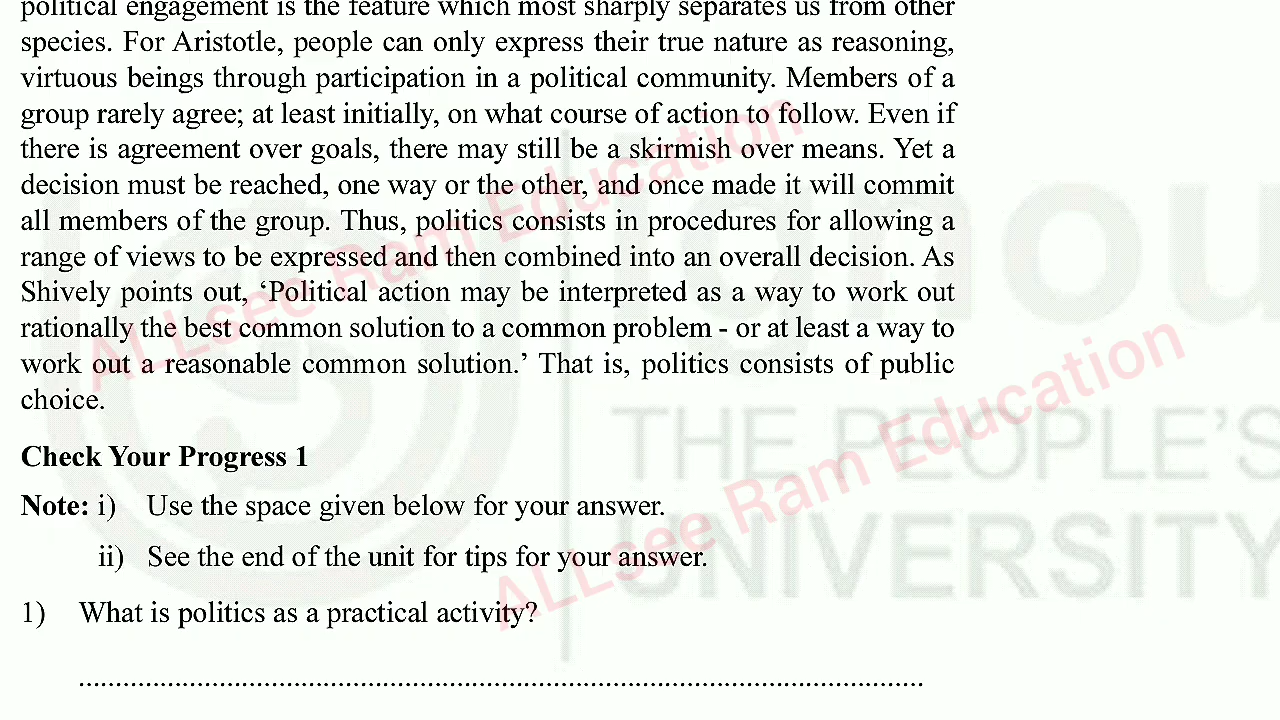 political engagement is the feature which most sharply separates us from other
species. For Aristotle, people can only express their true nature as reasoning,
virtuous beings through participation in a political community. Members of a
group rarely agree; at least initially, on what course of action to follow. Even if
there is agreement over goals, there may still be a skirmish over means. Yet a
decision must be reached, one way or the other, and once made it will commit
all members of the group. Thus, politics consists in procedures for allowing a
range of views to be expressed and then combined into an overall decision. As
Shively points out, ‘Political action may be interpreted as a way to work out
rationally the best common solution to a common problem - or at least a way to
work out a reasonable common solution.’ That is, politics consists of public
choice.
Check Your Progress 1
Note: i) Use the space given below for your answer.
ii) See the end of the unit for tips for your answer.
1) What is politics as a practical activity?
..................................................................................................................
ALLsee Ram Education
ALLsee Ram Education
ignou
THE PEOPLE'S
UNIVERSITY